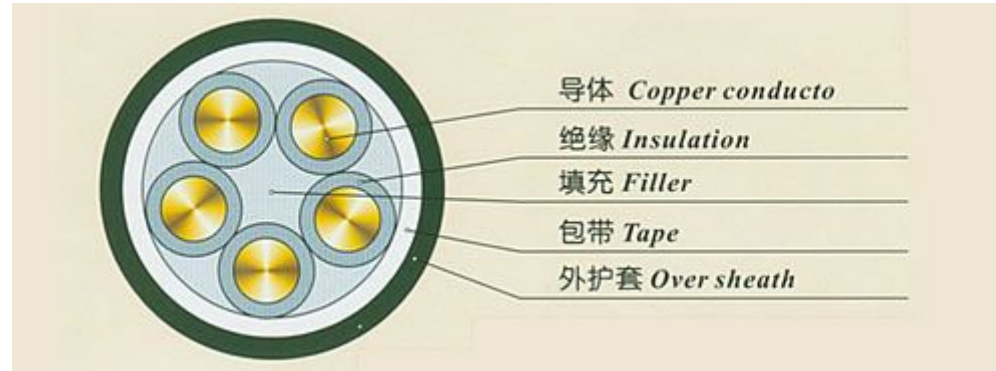 导体 Copper conducto
绝缘 Insulation
填充 Filler
包带 Tape
外护套 Over sheath